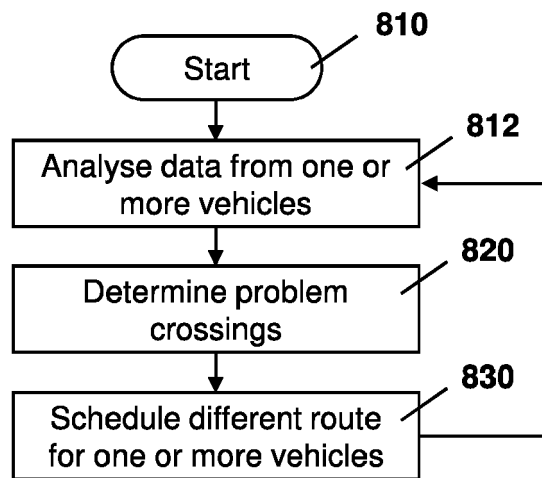 810
Start
812
Analyse data from one or
more vehicles
820
Determine problem
crossings
830
Schedule different route
for one or more vehicles